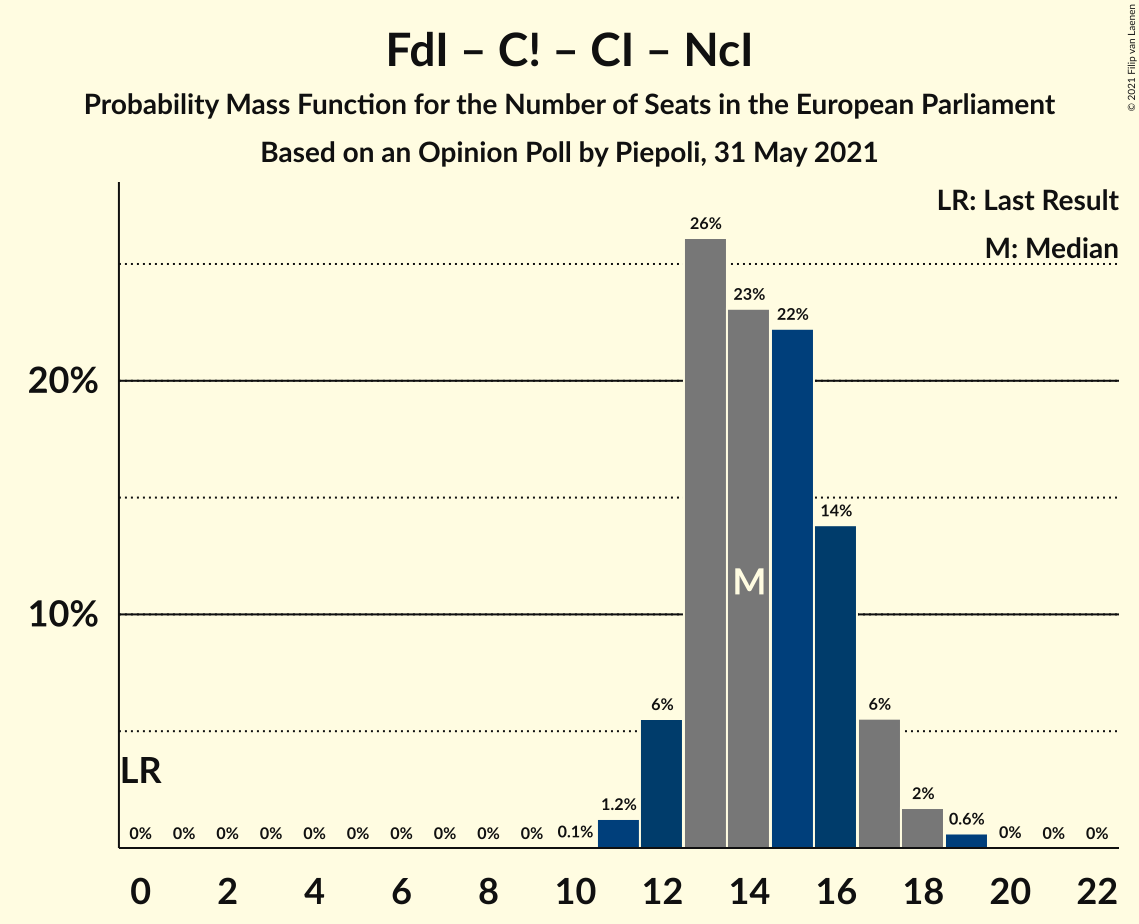 FdI – C! – CI – NcI
Probability Mass Function for the Number of Seats in the European Parliament
Based on an Opinion Poll by Piepoli, 31 May 2021
© 2021 Filip van Laenen
LR: Last Result
M: Median
26%
23%
22%
20%
14%
M
10%
6%
6%
LR
0%
0%
0%
0%
0%
0%
0%
0%
0%
0%
0.1%
1.2%
2%
0.6%
0%
0%
0%
0 2 4 6 8 10 12 14 16 18 20 22